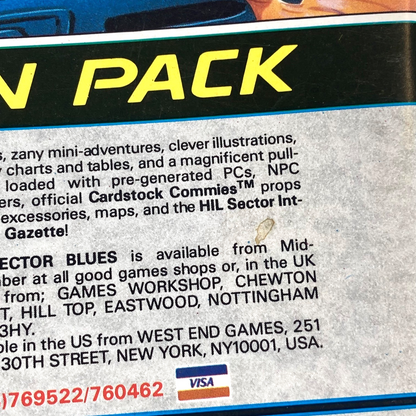 N PACK
, zany mini-adventures, clever illustrations,
charts and tables, and a magnificent pull-
loaded with pre-generated PCs, NPC
ers, official Cardstock Commies™ props
excessories, maps, and the HIL Sector Int-
Gazette!
ECTOR BLUES is available from Mid-
ber at all good games shops or, in the UK
from; GAMES WORKSHOP, CHEWTON
T, HILL TOP, EASTWOOD, NOTTINGHAM
3HY.
ble in the US from WEST END GAMES, 251
30TH STREET, NEW YORK, NY10001, USA.
)769522/760462
VISA